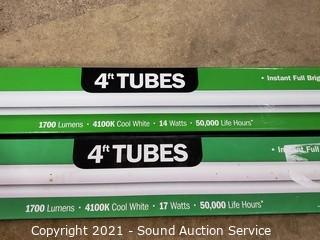 4ft TUBES
• Instant Full Brig
1700 Lumens • 4100K Cool White • 14 Watts • 50,000 Life Hours*
4ft TUBES
• Instant Full
1700 Lumens • 4100K Cool White • 17 Watts • 50,000 Life Hours*
Copyright 2021 - Sound Auction Service